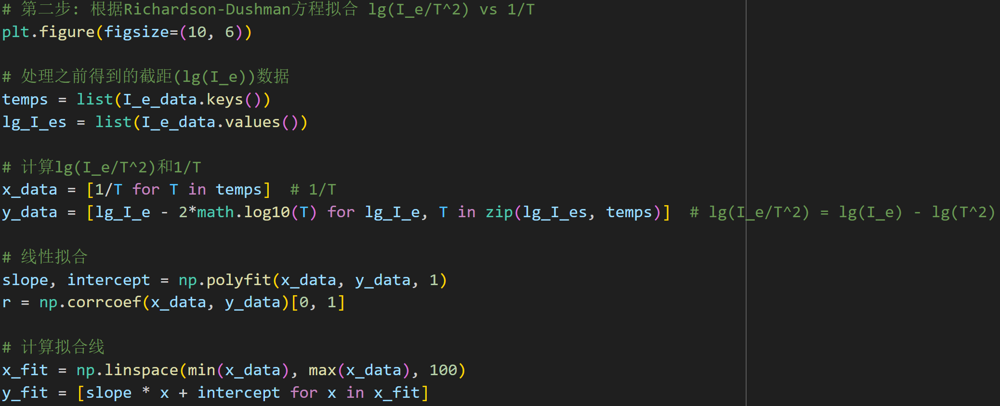 # 第二步: 根据Richardson-Dushman方程拟合 lg(I_e/T^2) vs 1/T
plt.figure(figsize=(10, 6))
# 处理之前得到的截距(lg(I_e))数据
temps = list(I_e_data.keys())
lg_I_es = list(I_e_data.values())
# 计算lg(I_e/T^2)和1/T
x_data = [1/T for T in temps]  # 1/T
y_data = [lg_I_e - 2*math.log10(T) for lg_I_e, T in zip(lg_I_es, temps)]  # lg(I_e/T^2) = lg(I_e) - lg(T^2)
# 线性拟合
slope, intercept = np.polyfit(x_data, y_data, 1)
r = np.corrcoef(x_data, y_data)[0, 1]
# 计算拟合线
x_fit = np.linspace(min(x_data), max(x_data), 100)
y_fit = [slope * x + intercept for x in x_fit]